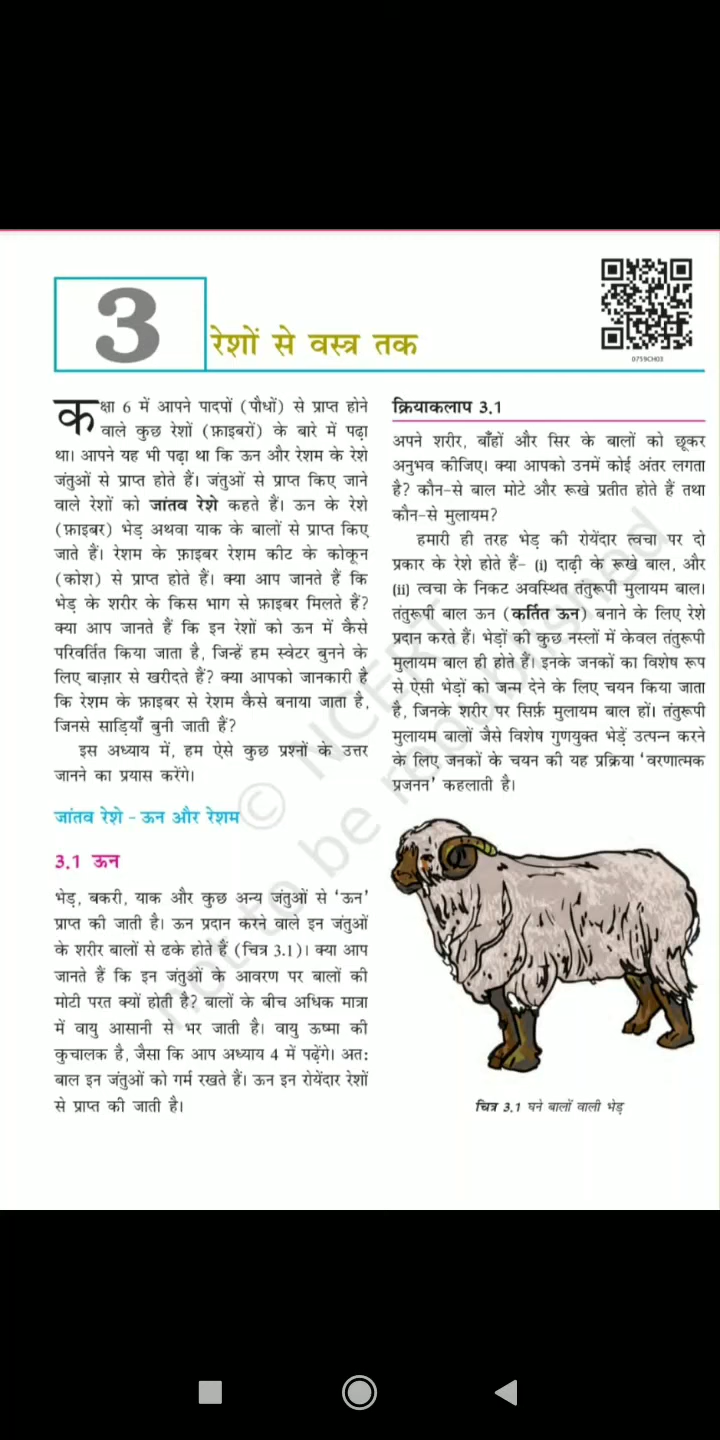 3
रेशों से वस्त्र तक
0759CH03
कक्षा 6 में आपने पादपों (पौधों) से प्राप्त होने
वाले कुछ रेशों (फ़ाइबरों) के बारे में पढ़ा
था। आपने यह भी पढ़ा था कि ऊन और रेशम के रेशे
जंतुओं से प्राप्त होते हैं। जंतुओं से प्राप्त किए जाने
वाले रेशों को जांतव रेशे कहते हैं। ऊन के रेशे
(फ़ाइबर) भेड़ अथवा याक के बालों से प्राप्त किए
जाते हैं। रेशम के फ़ाइबर रेशम कीट के कोकून
(कोश) से प्राप्त होते हैं। क्या आप जानते हैं कि
भेड़ के शरीर के किस भाग से फ़ाइबर मिलते हैं?
क्या आप जानते हैं कि इन रेशों को ऊन में कैसे
परिवर्तित किया जाता है, जिन्हें हम स्वेटर बुनने के
लिए बाज़ार से खरीदते हैं? क्या आपको जानकारी है
कि रेशम के फ़ाइबर से रेशम कैसे बनाया जाता है,
जिनसे साड़ियाँ बुनी जाती हैं?
इस अध्याय में, हम ऐसे कुछ प्रश्नों के उत्तर
जानने का प्रयास करेंगे।
जांतव रेशे - ऊन और रेशम
3.1 ऊन
भेड़, बकरी, याक और कुछ अन्य जंतुओं से ‘ऊन’
प्राप्त की जाती है। ऊन प्रदान करने वाले इन जंतुओं
के शरीर बालों से ढके होते हैं (चित्र 3.1)। क्या आप
जानते हैं कि इन जंतुओं के आवरण पर बालों की
मोटी परत क्यों होती है? बालों के बीच अधिक मात्रा
में वायु आसानी से भर जाती है। वायु ऊष्मा की
कुचालक है, जैसा कि आप अध्याय 4 में पढ़ेंगे। अतः
बाल इन जंतुओं को गर्म रखते हैं। ऊन इन रोयेंदार रेशों
से प्राप्त की जाती है।
क्रियाकलाप 3.1
अपने शरीर, बाँहों और सिर के बालों को छूकर
अनुभव कीजिए। क्या आपको उनमें कोई अंतर लगता
है? कौन-से बाल मोटे और रूखे प्रतीत होते हैं तथा
कौन-से मुलायम?
हमारी ही तरह भेड़ की रोयेंदार त्वचा पर दो
प्रकार के रेशे होते हैं- (i) दाढ़ी के रूखे बाल, और
(ii) त्वचा के निकट अवस्थित तंतुरूपी मुलायम बाल।
तंतुरूपी बाल ऊन (कर्तित ऊन) बनाने के लिए रेशे
प्रदान करते हैं। भेड़ों की कुछ नस्लों में केवल तंतुरूपी
मुलायम बाल ही होते हैं। इनके जनकों का विशेष रूप
से ऐसी भेड़ों को जन्म देने के लिए चयन किया जाता
है, जिनके शरीर पर सिर्फ़ मुलायम बाल हों। तंतुरूपी
मुलायम बालों जैसे विशेष गुणयुक्त भेड़ें उत्पन्न करने
के लिए जनकों के चयन की यह प्रक्रिया ‘वरणात्मक
प्रजनन’ कहलाती है।
चित्र 3.1 घने बालों वाली भेड़
© NCERT
not to be republished